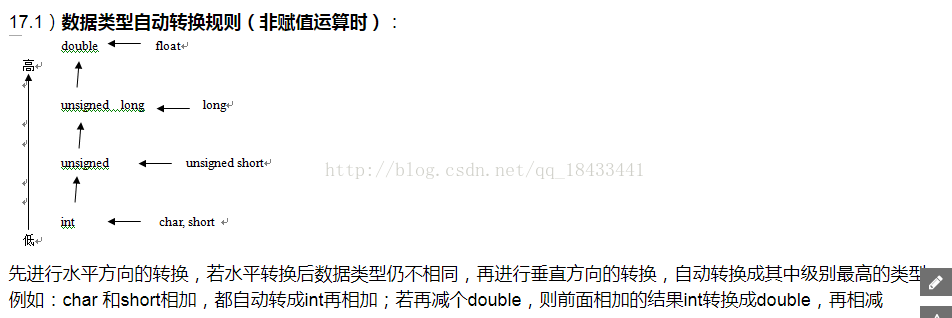 17.1）数据类型自动转换规则（非赋值运算时）：
double float
高
unsigned long long
unsigned unsigned short
http://blog.csdn.net/qq_18433441
int char, short
低
先进行水平方向的转换，若水平转换后数据类型仍不相同，再进行垂直方向的转换，自动转换成其中级别最高的类型
例如：char 和short相加，都自动转成int再相加；若再减个double，则前面相加的结果int转换成double，再相减